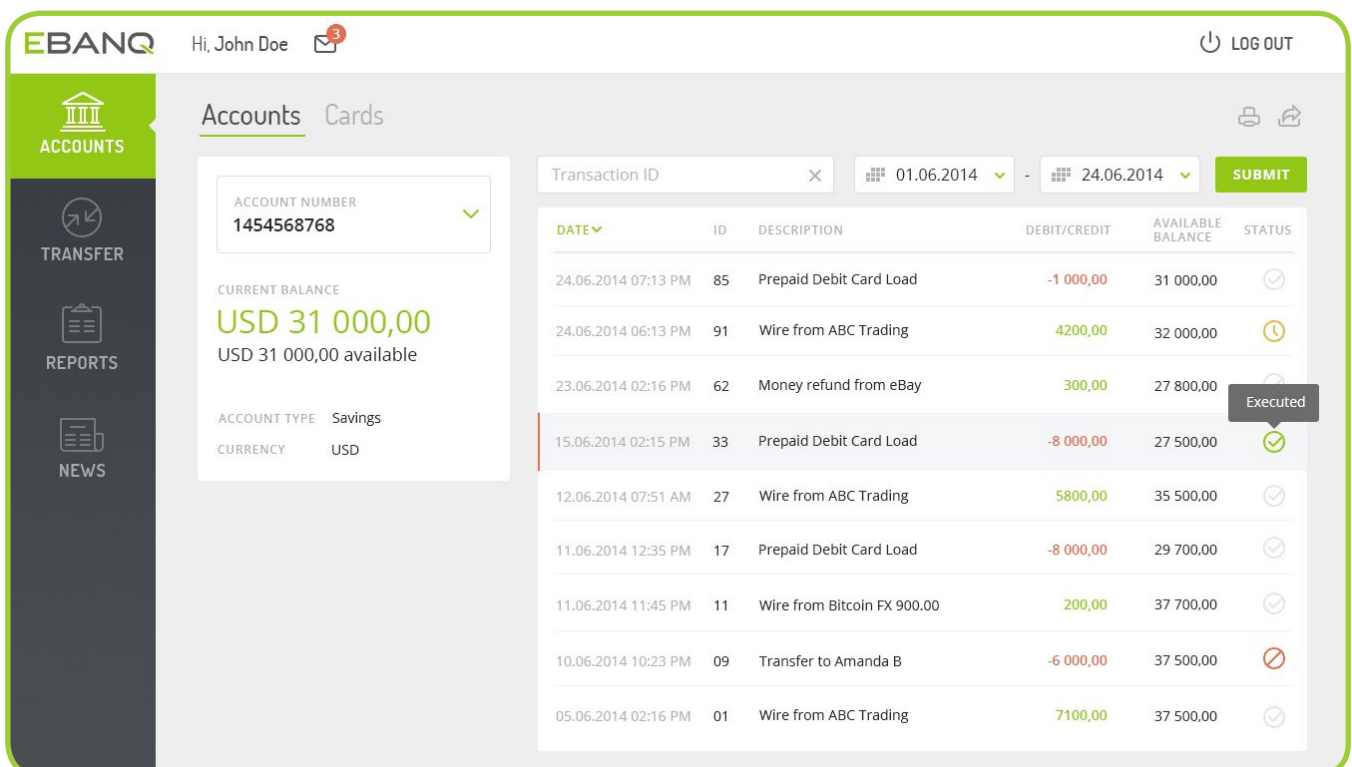 EBANQ Hi, John Doe 3 LOG OUT
ACCOUNTS
TRANSFER
REPORTS
NEWS
Accounts Cards
ACCOUNT NUMBER
1454568768
CURRENT BALANCE
USD 31 000,00
USD 31 000,00 available
ACCOUNT TYPE Savings
CURRENCY USD
Transaction ID 01.06.2014 - 24.06.2014 SUBMIT
DATE ID DESCRIPTION DEBIT/CREDIT AVAILABLE BALANCE STATUS
24.06.2014 07:13 PM 85 Prepaid Debit Card Load -1 000,00 31 000,00
24.06.2014 06:13 PM 91 Wire from ABC Trading 4200,00 32 000,00
23.06.2014 02:16 PM 62 Money refund from eBay 300,00 27 800,00
Executed
15.06.2014 02:15 PM 33 Prepaid Debit Card Load -8 000,00 27 500,00
12.06.2014 07:51 AM 27 Wire from ABC Trading 5800,00 35 500,00
11.06.2014 12:35 PM 17 Prepaid Debit Card Load -8 000,00 29 700,00
11.06.2014 11:45 PM 11 Wire from Bitcoin FX 900.00 200,00 37 700,00
10.06.2014 10:23 PM 09 Transfer to Amanda B -6 000,00 37 500,00
05.06.2014 02:16 PM 01 Wire from ABC Trading 7100,00 37 500,00